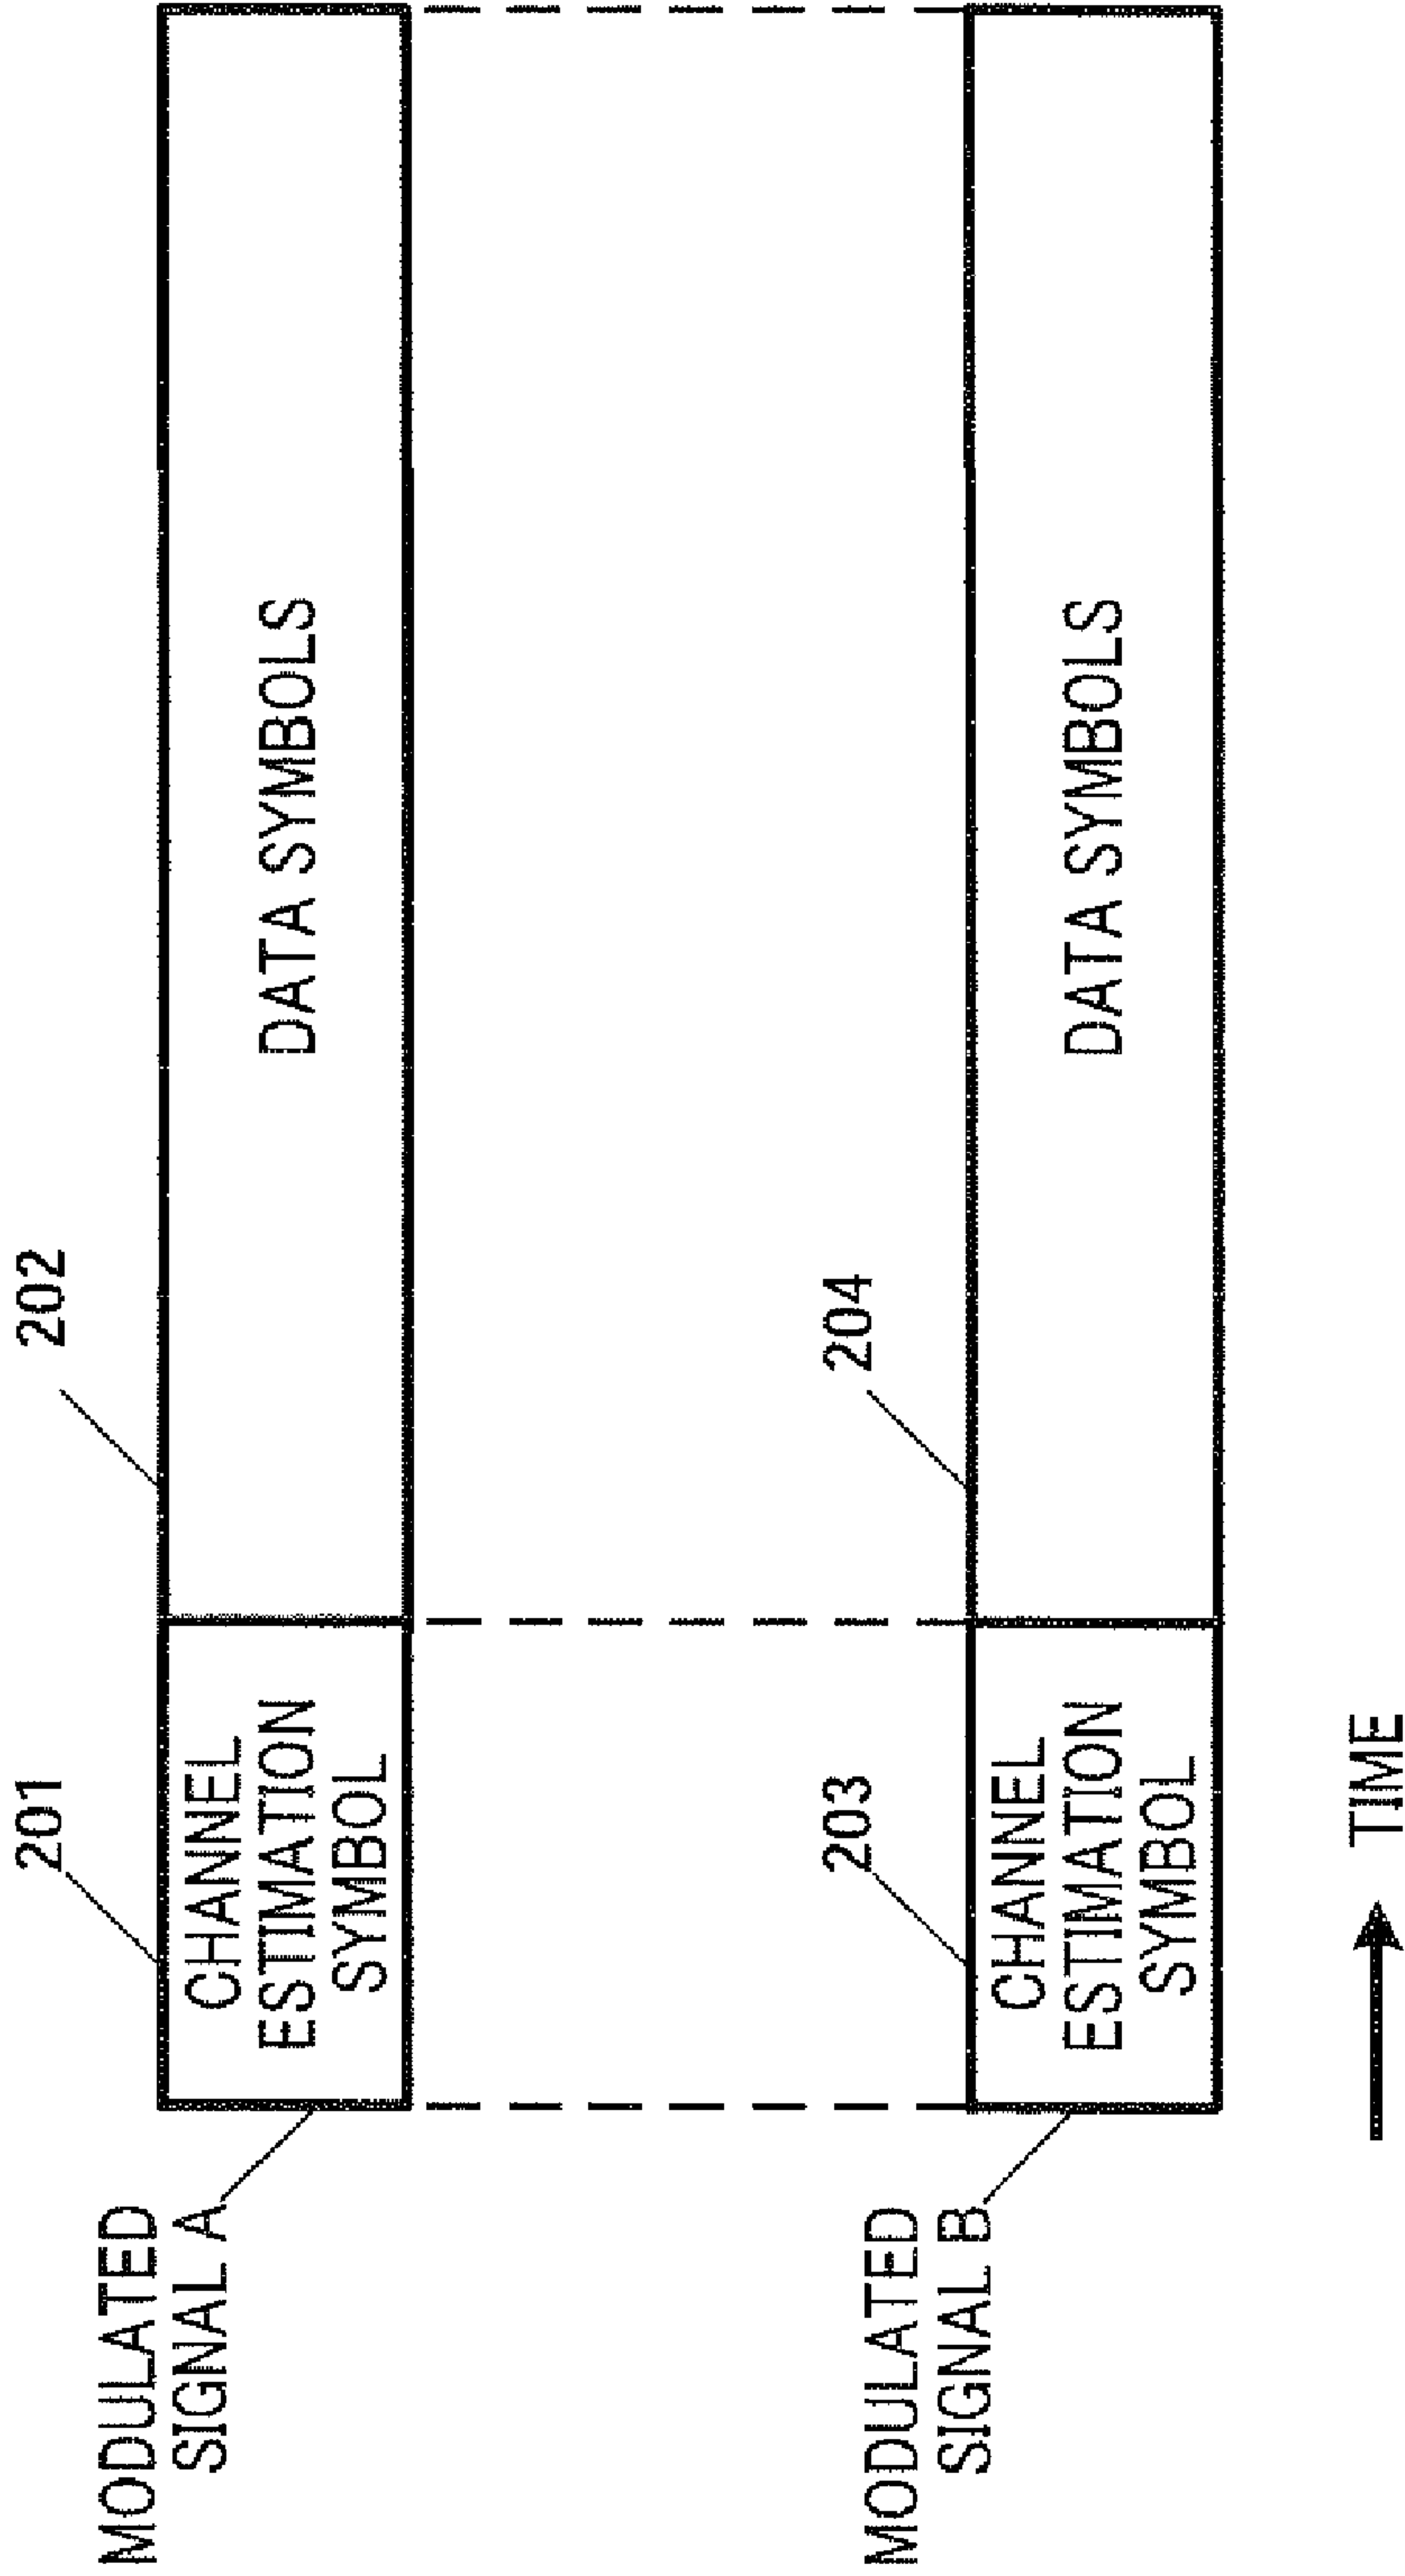 201
202
MODULATED
SIGNAL A
CHANNEL
ESTIMATION
SYMBOL
DATA SYMBOLS
203
204
MODULATED
SIGNAL B
CHANNEL
ESTIMATION
SYMBOL
DATA SYMBOLS
TIME